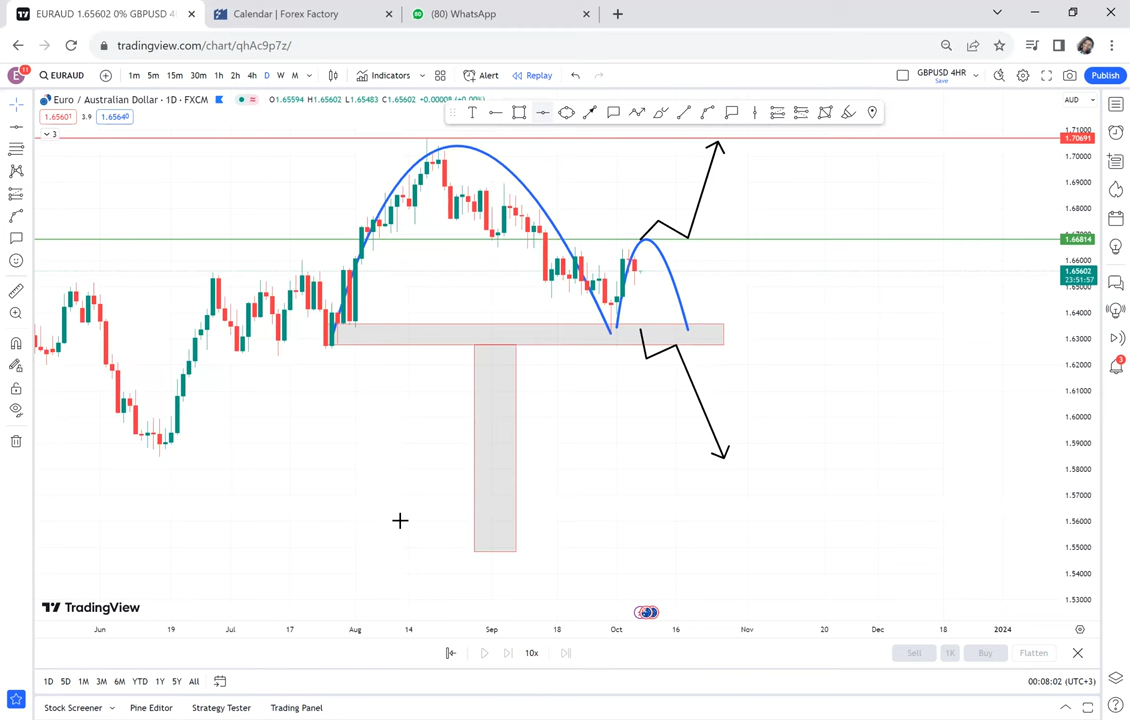 EURAUD 1.65602 0% GBPUSD 4
Calendar | Forex Factory
(80) WhatsApp
tradingview.com/chart/qhAc9p7z/
E
11
EURAUD
1m 5m 15m 30m 1h 2h 4h D W M
Indicators
Alert
Replay
GBPUSD 4HR
Save
Publish
Euro / Australian Dollar · 1D · FXCM
O1.65594 H1.65602 L1.65483 C1.65602 +0.00008 (+0.00%)
AUD
1.65601 3.9 1.65640
3
1.71000
1.70691
1.70000
1.69000
1.68000
1.66814
1.66000
1.65602
23:51:57
1.64000
1.63000
1.62000
1.61000
1.60000
1.59000
1.58000
1.57000
1.56000
1.55000
1.54000
1.53000
3
TradingView
Jun 19 Jul 17 Aug 14 Sep 18 Oct 16 Nov 20 Dec 18 2024
10x
Sell 1K Buy Flatten
1D 5D 1M 3M 6M YTD 1Y 5Y All
00:08:02 (UTC+3)
Stock Screener Pine Editor Strategy Tester Trading Panel